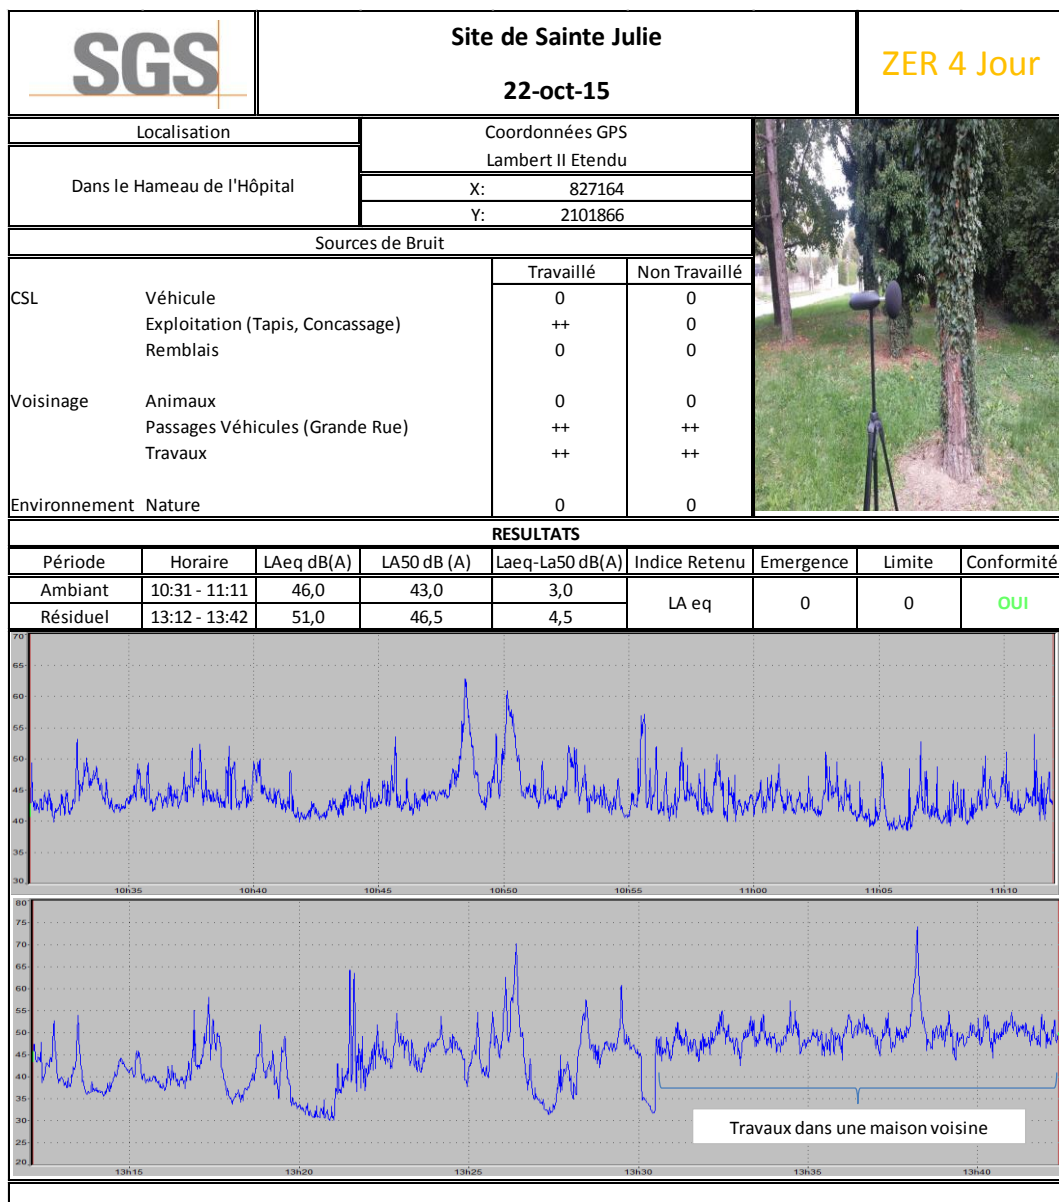 SGS
Site de Sainte Julie
22-oct-15
ZER 4 Jour
Localisation
Dans le Hameau de l'Hôpital
Coordonnées GPS
Lambert II Etendu
X: 827164
Y: 2101866
Sources de Bruit
Travaillé Non Travaillé
CSL Véhicule 0 0
Exploitation (Tapis, Concassage) ++ 0
Remblais 0 0
Voisinage Animaux 0 0
Passages Véhicules (Grande Rue) ++ ++
Travaux ++ ++
Environnement Nature 0 0
RESULTATS
Période Horaire LAeq dB(A) LA50 dB (A) Laeq-La50 dB(A) Indice Retenu Emergence Limite Conformité
Ambiant 10:31 - 11:11 46,0 43,0 3,0 LA eq 0 0 OUI
Résiduel 13:12 - 13:42 51,0 46,5 4,5
70
65
60
55
50
45
40
35
30
10h35 10h40 10h45 10h50 10h55 11h00 11h05 11h10
80
75
70
65
60
55
50
45
40
35
30
25
20
Travaux dans une maison voisine
13h15 13h20 13h25 13h30 13h35 13h40